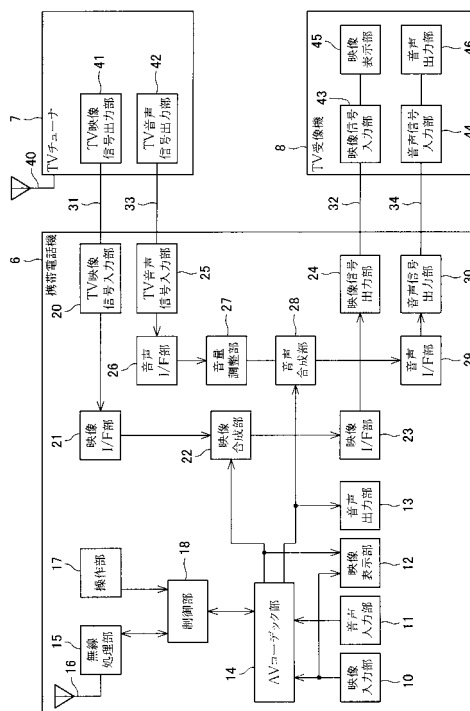 6
携帯電話機
16
15
無線
処理部
17
操作部
18
制御部
14
AVコーデック部
10
映像
入力部
11
音声
入力部
12
映像
表示部
13
音声
出力部
20
TV映像
信号入力部
21
映像
I/F部
22
映像
合成部
23
映像
I/F部
24
映像信号
出力部
25
TV音声
信号入力部
26
音声
I/F部
27
音量
調整部
28
音声
合成部
29
音声
I/F部
30
音声信号
出力部
31
33
32
34
40
7
TVチューナ
41
TV映像
信号出力部
42
TV音声
信号出力部
8
TV受像機
43
映像信号
入力部
44
音声信号
入力部
45
映像
表示部
46
音声
出力部